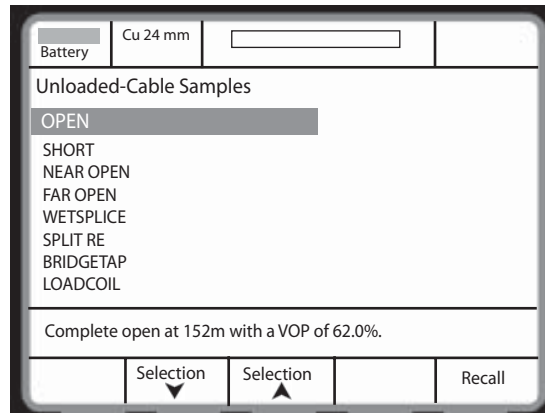 Battery
Cu 24 mm
Unloaded-Cable Samples
OPEN
SHORT
NEAR OPEN
FAR OPEN
WETSPLICE
SPLIT RE
BRIDGETAP
LOADCOIL
Complete open at 152m with a VOP of 62.0%.
Selection
Selection
Recall